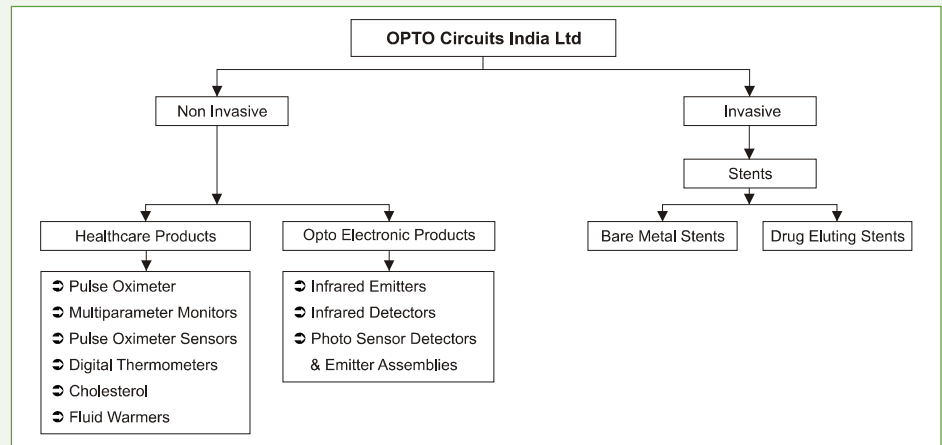 OPTO Circuits India Ltd
Non Invasive
Invasive
Stents
Healthcare Products
Opto Electronic Products
Bare Metal Stents
Drug Eluting Stents
➲ Pulse Oximeter
➲ Multiparameter Monitors
➲ Pulse Oximeter Sensors
➲ Digital Thermometers
➲ Cholesterol
➲ Fluid Warmers
➲ Infrared Emitters
➲ Infrared Detectors
➲ Photo Sensor Detectors
& Emitter Assemblies